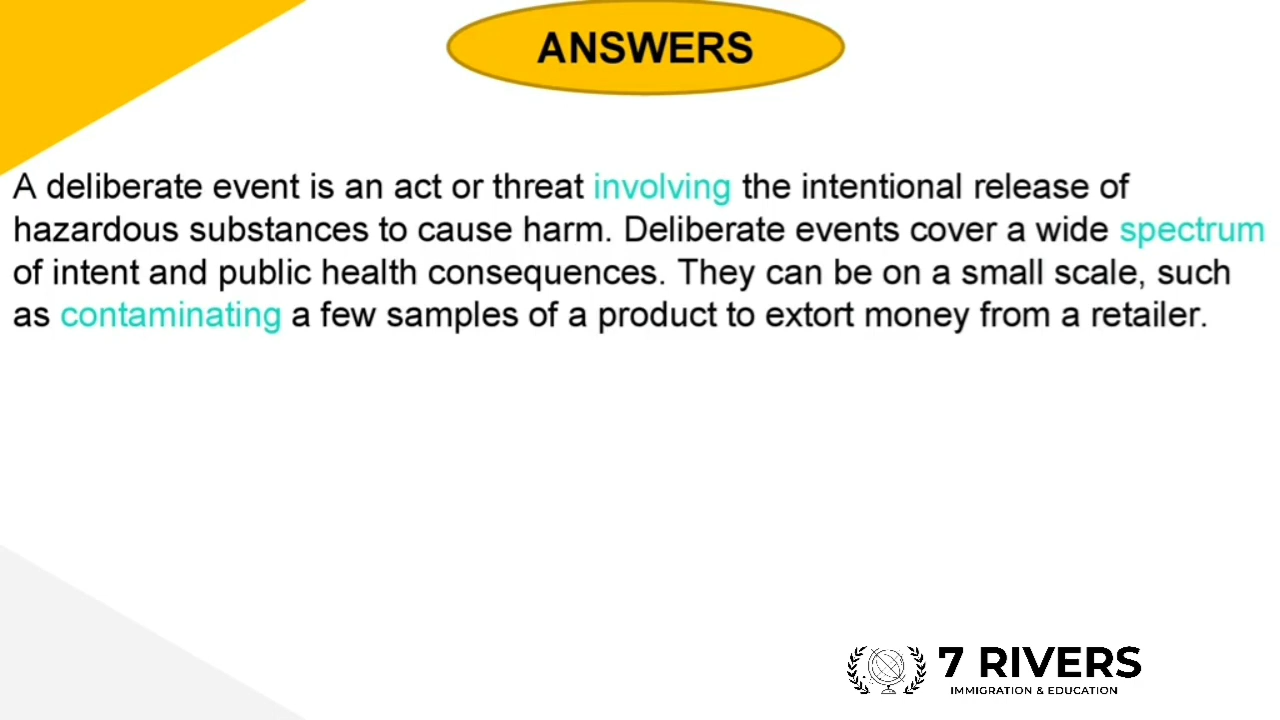 ANSWERS
A deliberate event is an act or threat involving the intentional release of
hazardous substances to cause harm. Deliberate events cover a wide spectrum
of intent and public health consequences. They can be on a small scale, such
as contaminating a few samples of a product to extort money from a retailer.
7 RIVERS
IMMIGRATION & EDUCATION